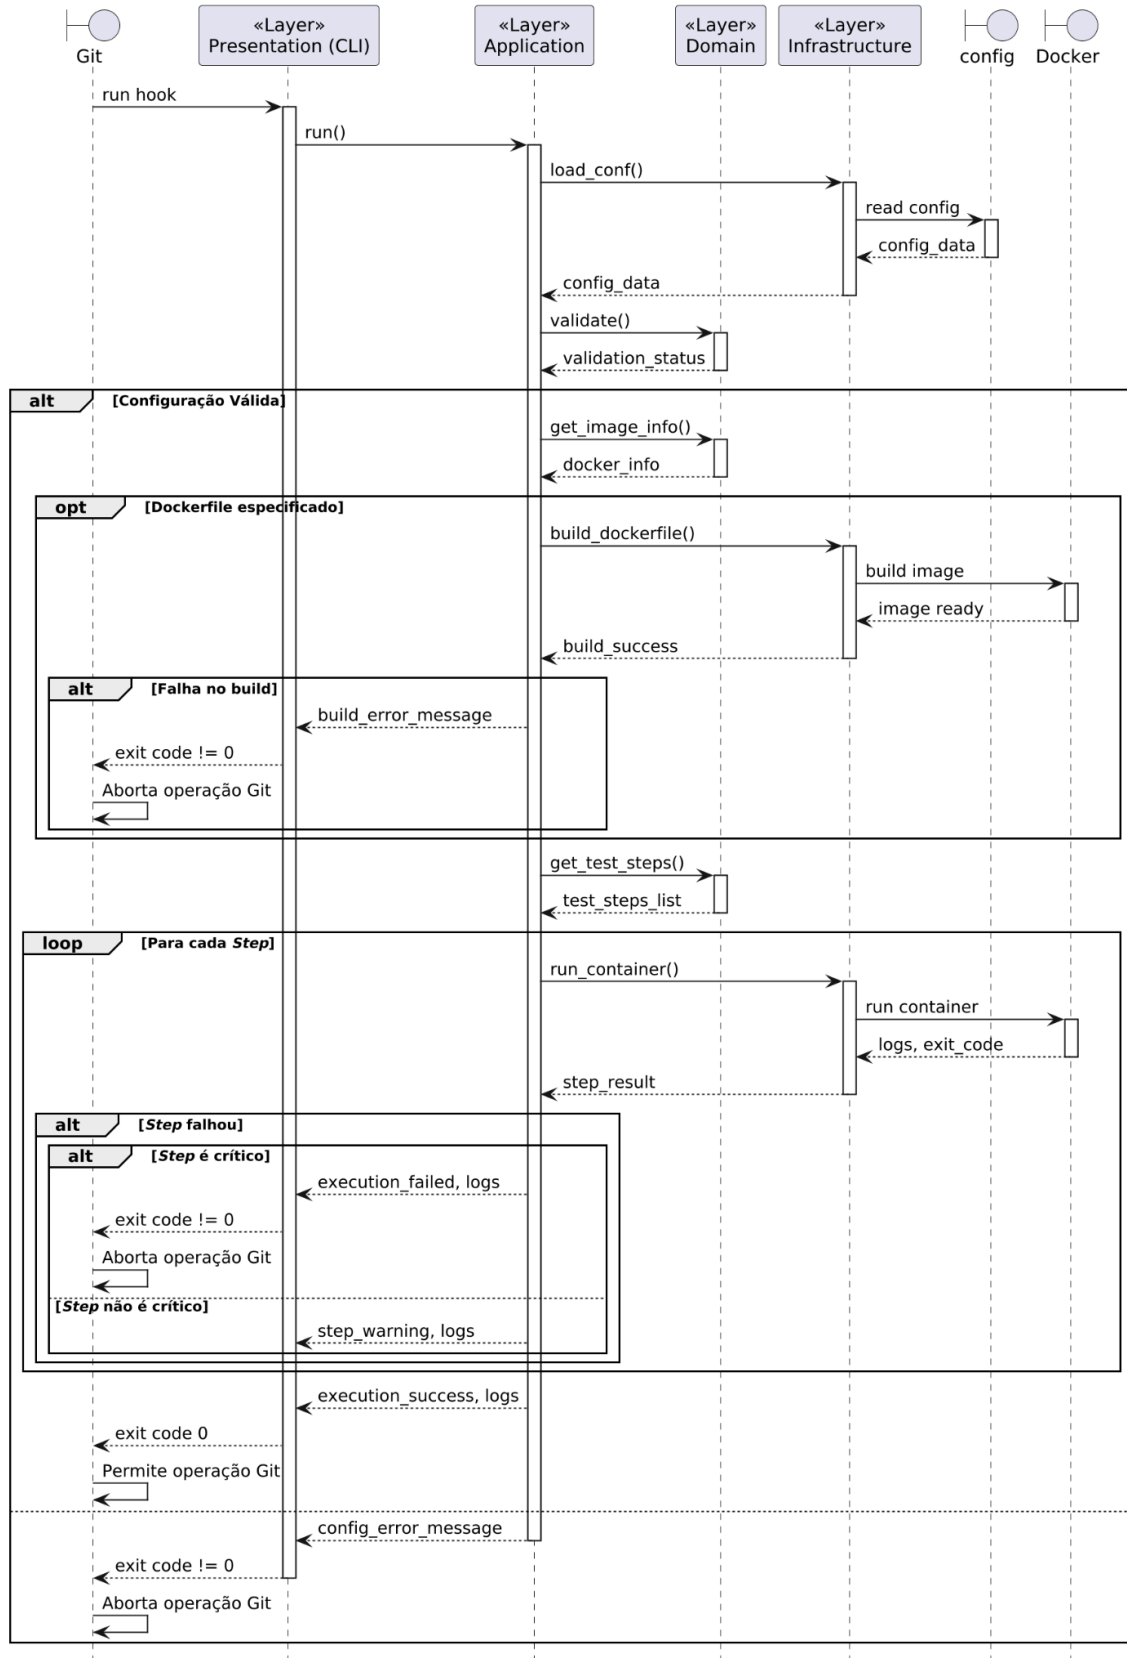 «Layer» «Layer» «Layer» «Layer»
Git Presentation (CLI) Application Domain Infrastructure config Docker
run hook
run()
load_conf()
read config
config_data
config_data
validate()
validation_status
alt [Configuração Válida]
get_image_info()
docker_info
opt [Dockerfile especificado]
build_dockerfile()
build image
image ready
build_success
alt [Falha no build]
build_error_message
exit code != 0
Aborta operação Git
get_test_steps()
test_steps_list
loop [Para cada Step]
run_container()
run container
logs, exit_code
step_result
alt [Step falhou]
alt [Step é crítico]
execution_failed, logs
exit code != 0
Aborta operação Git
[Step não é crítico]
step_warning, logs
execution_success, logs
exit code 0
Permite operação Git
config_error_message
exit code != 0
Aborta operação Git